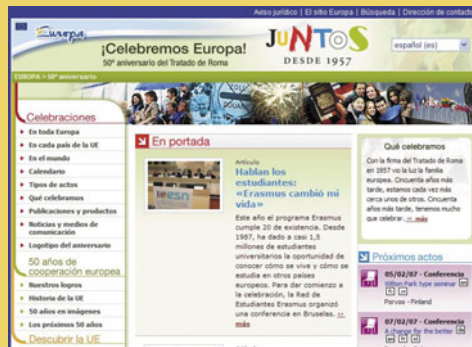 Aviso jurídico | El sitio Europa | Búsqueda | Dirección de contacto
Europa
¡Celebremos Europa!
50º aniversario del Tratado de Roma
JUNTOS
DESDE 1957
español (es)
EUROPA > 50º aniversario
Celebraciones
En toda Europa
En cada país de la UE
En el mundo
Calendario
Tipos de actos
Qué celebramos
Publicaciones y productos
Noticias y medios de
comunicación
Logotipo del aniversario
50 años de
cooperación europea
Nuestros logros
Historia de la UE
50 años en imágenes
Los próximos 50 años
Descubrir la UE
En portada
esn
Artículo
Hablan los
estudiantes:
«Erasmus cambió mi
vida»
Este año el programa Erasmus
cumple 20 de existencia. Desde
1987, ha dado a casi 1,5
millones de estudiantes
universitarios la oportunidad de
conocer cómo se vive y cómo se
estudia en otros países
europeos. Para dar comienzo a
la celebración, la Red de
Estudiantes Erasmus organizó
una conferencia en Bruselas.
más
Qué celebramos
Con la firma del Tratado de Roma
en 1957 vio la luz la familia
europea. Cincuenta años más
tarde, estamos cada vez más
cerca unos de otros. Cincuenta
años más tarde, tenemos mucho
que celebrar. más
Próximos actos
05/02/07 - Conferencia
Wilton Park type seminar
Porvoo - Finland
07/02/07 - Conferencia
A change for the better